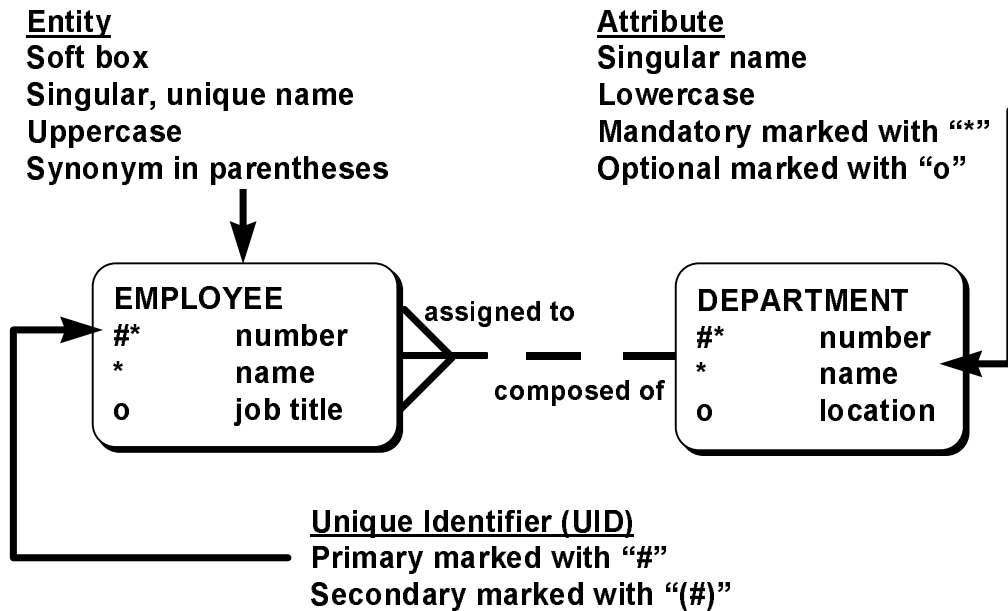 Entity
Soft box
Singular, unique name
Uppercase
Synonym in parentheses
Attribute
Singular name
Lowercase
Mandatory marked with “*”
Optional marked with “o”
EMPLOYEE
#* number
* name
o job title
assigned to
composed of
DEPARTMENT
#* number
* name
o location
Unique Identifier (UID)
Primary marked with “#”
Secondary marked with “(#)”